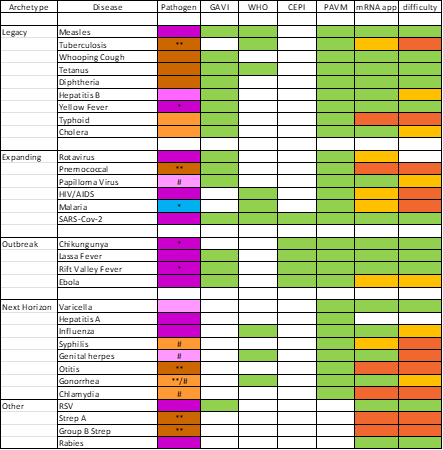 Archetype Disease Pathogen GAVI WHO CEPI PAVM mRNA app difficulty
Legacy Measles
Tuberculosis **
Whooping Cough
Tetanus
Diphtheria
Hepatitis B
Yellow Fever *
Typhoid
Cholera
Expanding Rotavirus
Pnemococcal **
Papilloma Virus #
HIV/AIDS
Malaria *
SARS-Cov-2
Outbreak Chikungunya *
Lassa Fever
Rift Valley Fever *
Ebola
Next Horizon Varicella
Hepatitis A
Influenza
Syphilis #
Genital herpes #
Otitis **
Gonorrhea **/#
Chlamydia #
Other RSV
Strep A **
Group B Strep **
Rabies